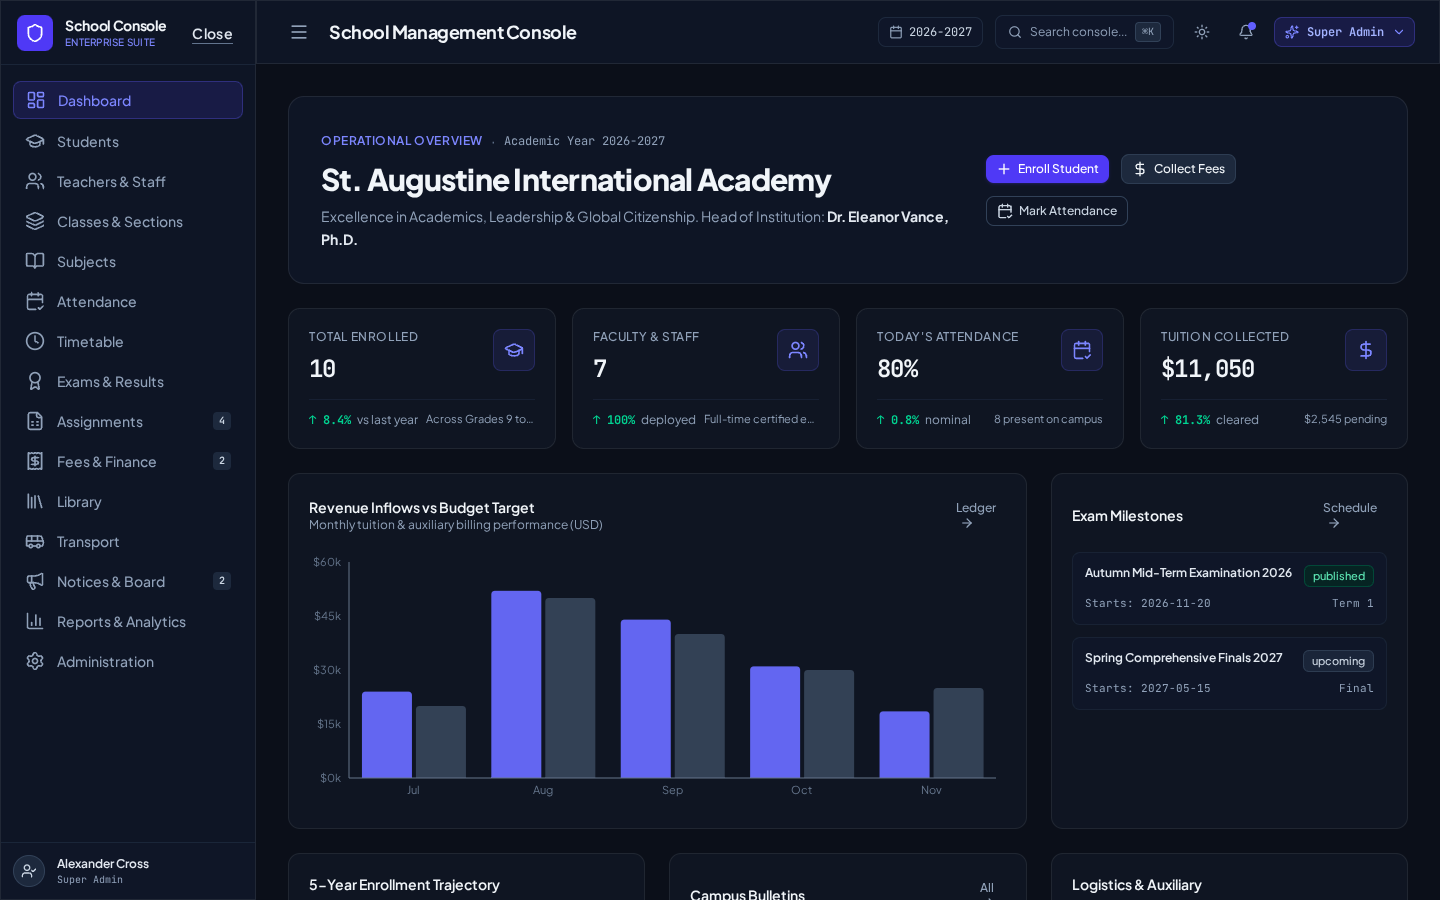 School Console
ENTERPRISE SUITE
Close
School Management Console
2026-2027
Search console...
⌘K
Super Admin
Dashboard
Students
Teachers & Staff
Classes & Sections
Subjects
Attendance
Timetable
Exams & Results
Assignments 4
Fees & Finance 2
Library
Transport
Notices & Board 2
Reports & Analytics
Administration
Alexander Cross
Super Admin
OPERATIONAL OVERVIEW · Academic Year 2026-2027
St. Augustine International Academy
Excellence in Academics, Leadership & Global Citizenship. Head of Institution: Dr. Eleanor Vance,
Ph.D.
Enroll Student
Collect Fees
Mark Attendance
TOTAL ENROLLED
10
↑ 8.4% vs last year Across Grades 9 to...
FACULTY & STAFF
7
↑ 100% deployed Full-time certified e...
TODAY'S ATTENDANCE
80%
↑ 0.8% nominal 8 present on campus
TUITION COLLECTED
$11,050
↑ 81.3% cleared $2,545 pending
Revenue Inflows vs Budget Target
Monthly tuition & auxiliary billing performance (USD)
Ledger
→
$60k
$45k
$30k
$15k
$0k
Jul Aug Sep Oct Nov
Exam Milestones
Schedule
→
Autumn Mid-Term Examination 2026 published
Starts: 2026-11-20 Term 1
Spring Comprehensive Finals 2027 upcoming
Starts: 2027-05-15 Final
5-Year Enrollment Trajectory
Campus Bulletins
All
Logistics & Auxiliary